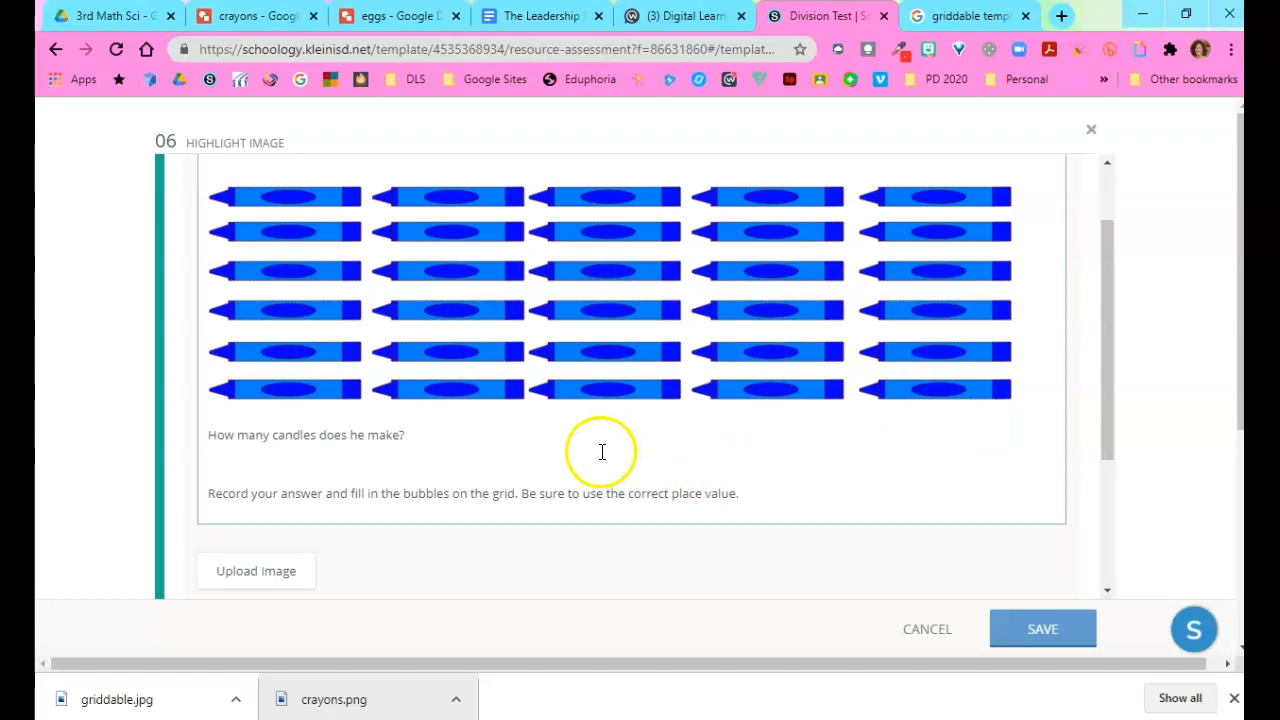 3rd Math Sci - G
crayons - Goog
eggs - Google D
The Leadership
(3) Digital Learn
Division Test | S
griddable temp
https://schoology.kleinisd.net/template/4535368934/resource-assessment?f=86631860#/templat...
Apps
DLS
Google Sites
Eduphoria
PD 2020
Personal
»
Other bookmarks
06 HIGHLIGHT IMAGE
How many candles does he make?
Record your answer and fill in the bubbles on the grid. Be sure to use the correct place value.
Upload Image
CANCEL
SAVE
S
griddable.jpg
crayons.png
Show all